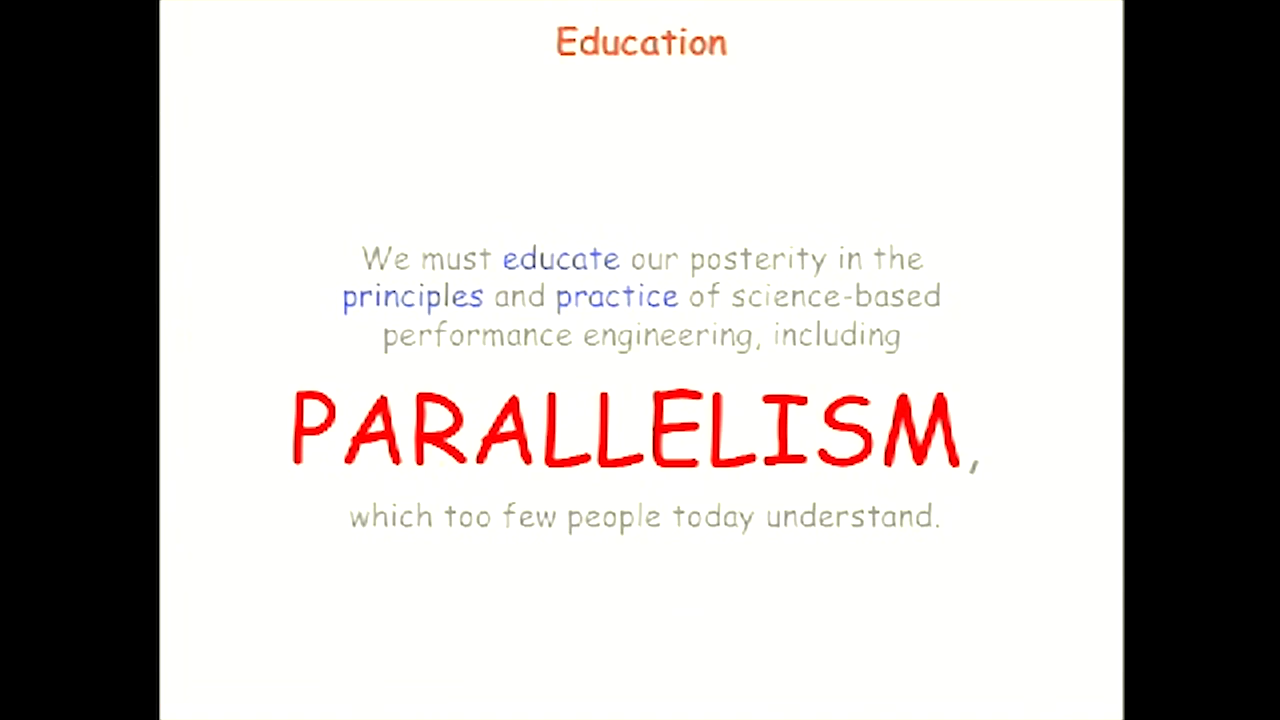 Education
We must educate our posterity in the
principles and practice of science-based
performance engineering, including
PARALLELISM,
which too few people today understand.